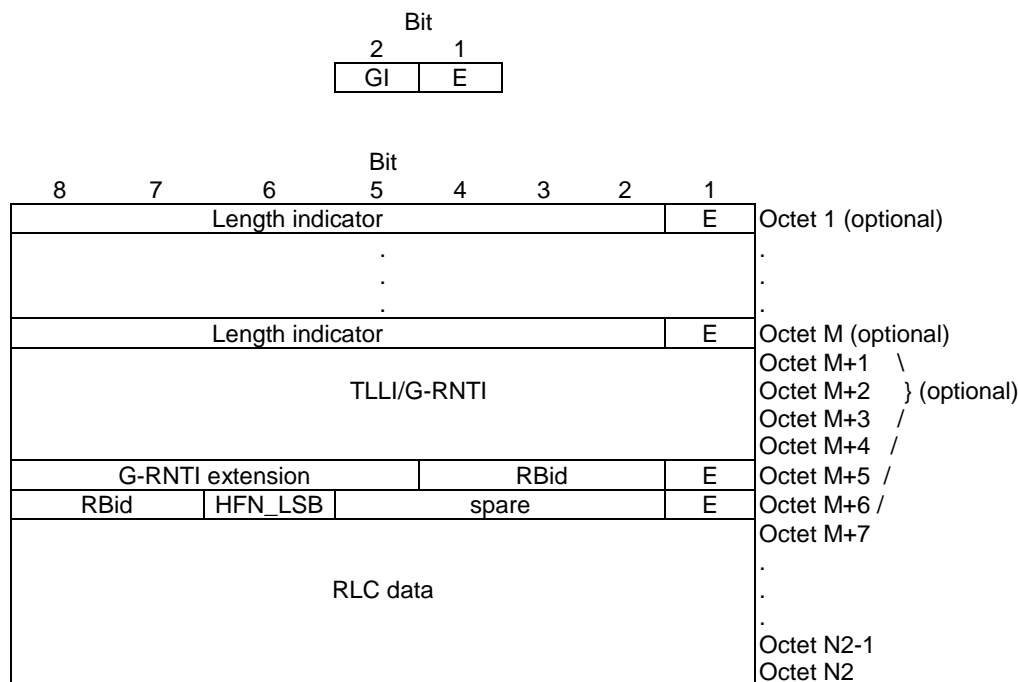 Bit
2 1
GI E
Bit
8 7 6 5 4 3 2 1
Length indicator E Octet 1 (optional)
. .
. .
. .
Length indicator E Octet M (optional)
Octet M+1 \
TLLI/G-RNTI Octet M+2 } (optional)
Octet M+3 /
Octet M+4 /
G-RNTI extension RBid E Octet M+5 /
RBid HFN_LSB spare E Octet M+6 /
Octet M+7
.
RLC data .
.
Octet N2-1
Octet N2